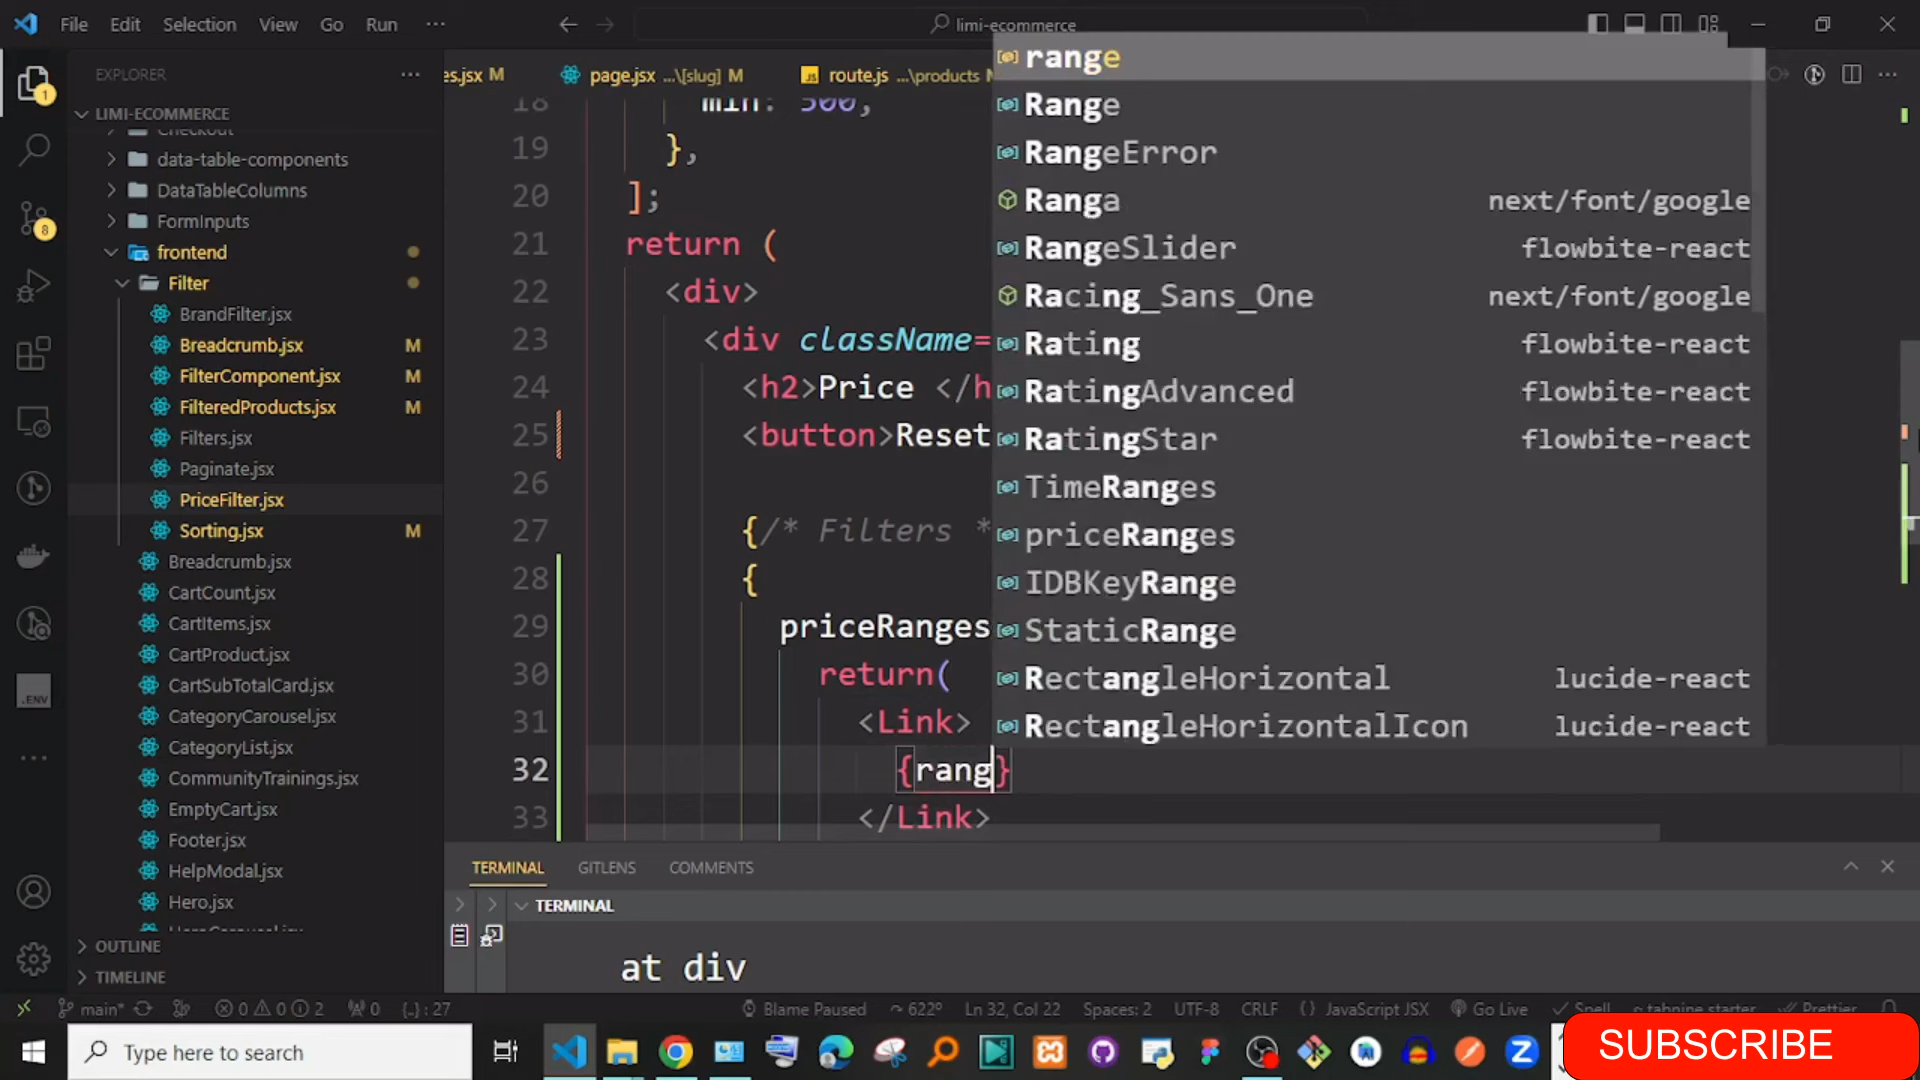 File Edit Selection View Go Run ··· limi-ecommerce
EXPLORER
LIMI-ECOMMERCE
Checkout
data-table-components
DataTableColumns
FormInputs
frontend
Filter
BrandFilter.jsx
Breadcrumb.jsx M
FilterComponent.jsx M
FilteredProducts.jsx M
Filters.jsx
Paginate.jsx
PriceFilter.jsx
Sorting.jsx M
Breadcrumb.jsx
CartCount.jsx
CartItems.jsx
CartProduct.jsx
CartSubTotalCard.jsx
CategoryCarousel.jsx
CategoryList.jsx
CommunityTrainings.jsx
EmptyCart.jsx
Footer.jsx
HelpModal.jsx
Hero.jsx
OUTLINE
TIMELINE
es.jsx M page.jsx ...\[slug] M route.js ...\products
18 min: 500,
19 },
20 ];
21 return (
22 <div>
23 <div className=
24 <h2>Price </h
25 <button>Reset
26
27 {/* Filters *
28 {
29 priceRanges
30 return(
31 <Link>
32 {rang}
33 </Link>
range
Range
RangeError
Ranga next/font/google
RangeSlider flowbite-react
Racing_Sans_One next/font/google
Rating flowbite-react
RatingAdvanced flowbite-react
RatingStar flowbite-react
TimeRanges
priceRanges
IDBKeyRange
StaticRange
RectangleHorizontal lucide-react
RectangleHorizontalIcon lucide-react
TERMINAL GITLENS COMMENTS
TERMINAL
at div
main* 0 0 2 0 {..} : 27 Blame Paused 622° Ln 32, Col 22 Spaces: 2 UTF-8 CRLF {} JavaScript JSX Go Live Spell tabnine starter Prettier
Type here to search
SUBSCRIBE
1
8
.ENV